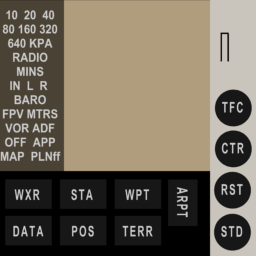 10 20 40
80 160 320
640 KPA
RADIO
MINS
IN L R
BARO
FPV MTRS
VOR ADF
OFF APP
MAP PLNff
TFC
CTR
RST
STD
WXR STA WPT ARPT
DATA POS TERR